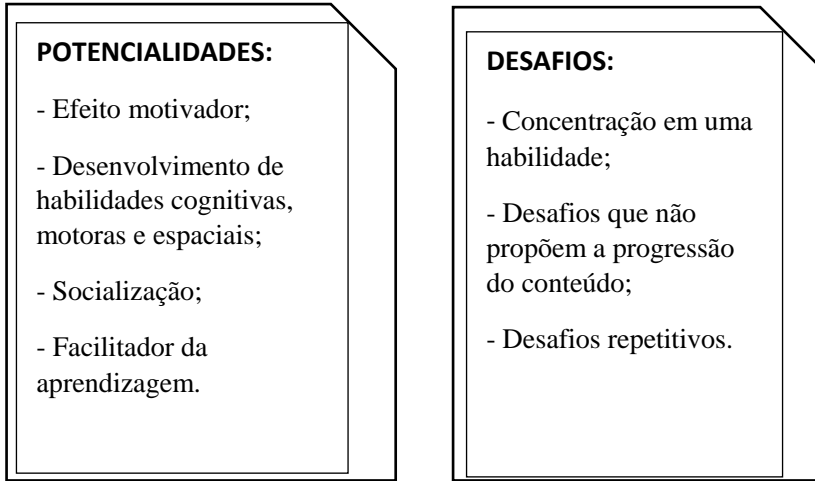 POTENCIALIDADES:
- Efeito motivador;
- Desenvolvimento de
habilidades cognitivas,
motoras e espaciais;
- Socialização;
- Facilitador da
aprendizagem.
DESAFIOS:
- Concentração em uma
habilidade;
- Desafios que não
propõem a progressão
do conteúdo;
- Desafios repetitivos.